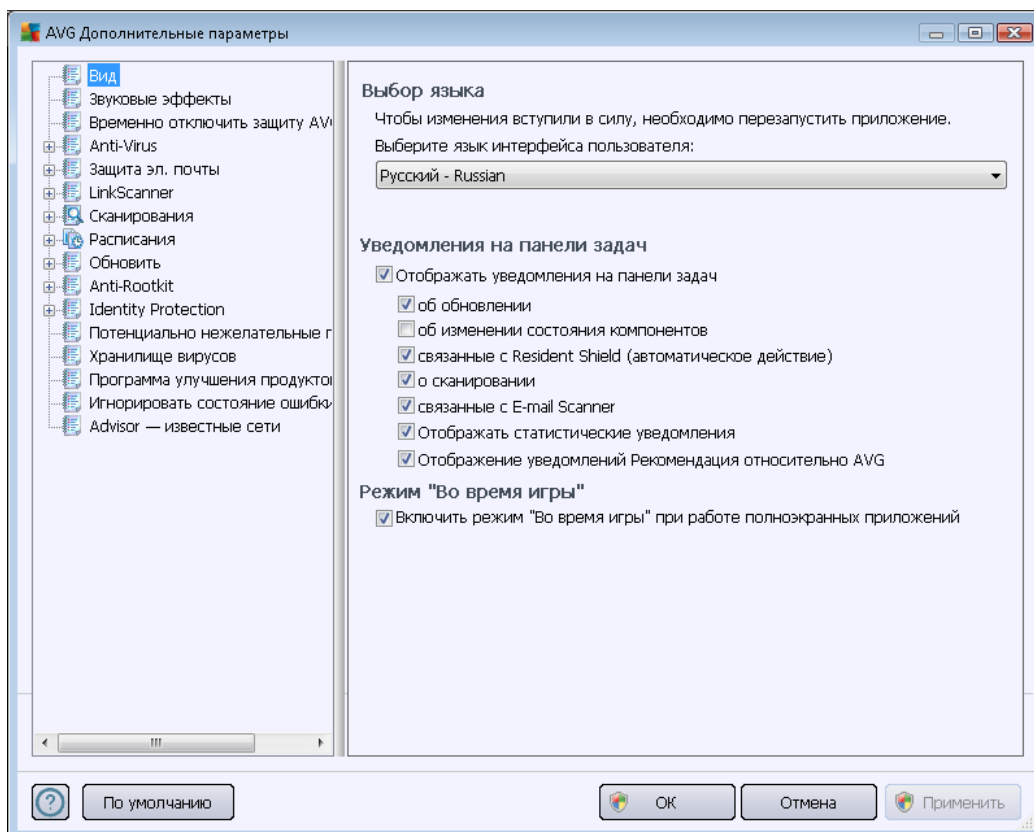 AVG Дополнительные параметры
Вид
Звуковые эффекты
Временно отключить защиту
Anti-Virus
Защита эл. почты
LinkScanner
Сканирования
Расписания
Обновить
Anti-Rootkit
Identity Protection
Потенциально нежелательные
Хранилище вирусов
Программа улучшения
Игнорировать состояние
Advisor — известные сети
Выбор языка
Чтобы изменения вступили в силу, необходимо перезапустить приложение.
Выберите язык интерфейса пользователя:
Русский - Russian
Уведомления на панели задач
Отображать уведомления на панели задач
об обновлении
об изменении состояния компонентов
связанные с Resident Shield (автоматическое действие)
о сканировании
связанные с E-mail Scanner
Отображать статистические уведомления
Отображение уведомлений Рекомендация относительно AVG
Режим "Во время игры"
Включить режим "Во время игры" при работе полноэкранных приложений
По умолчанию
ОК
Отмена
Применить